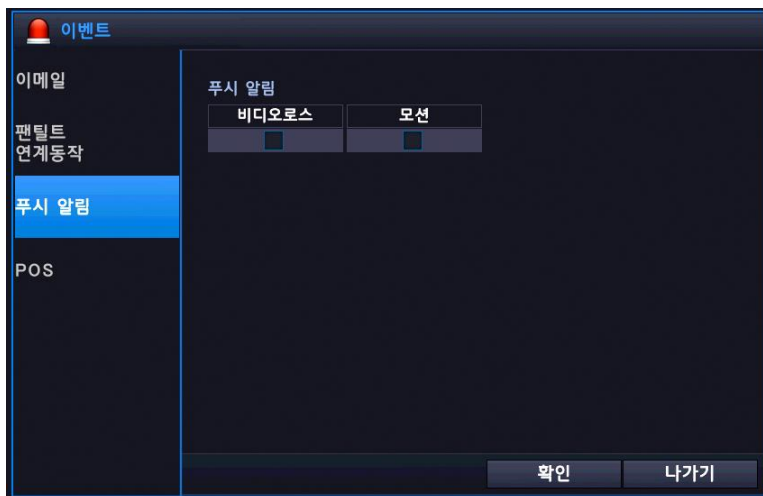 이벤트
이메일
팬틸트
연계동작
푸시 알림
POS
푸시 알림
비디오로스 모션
확인 나가기